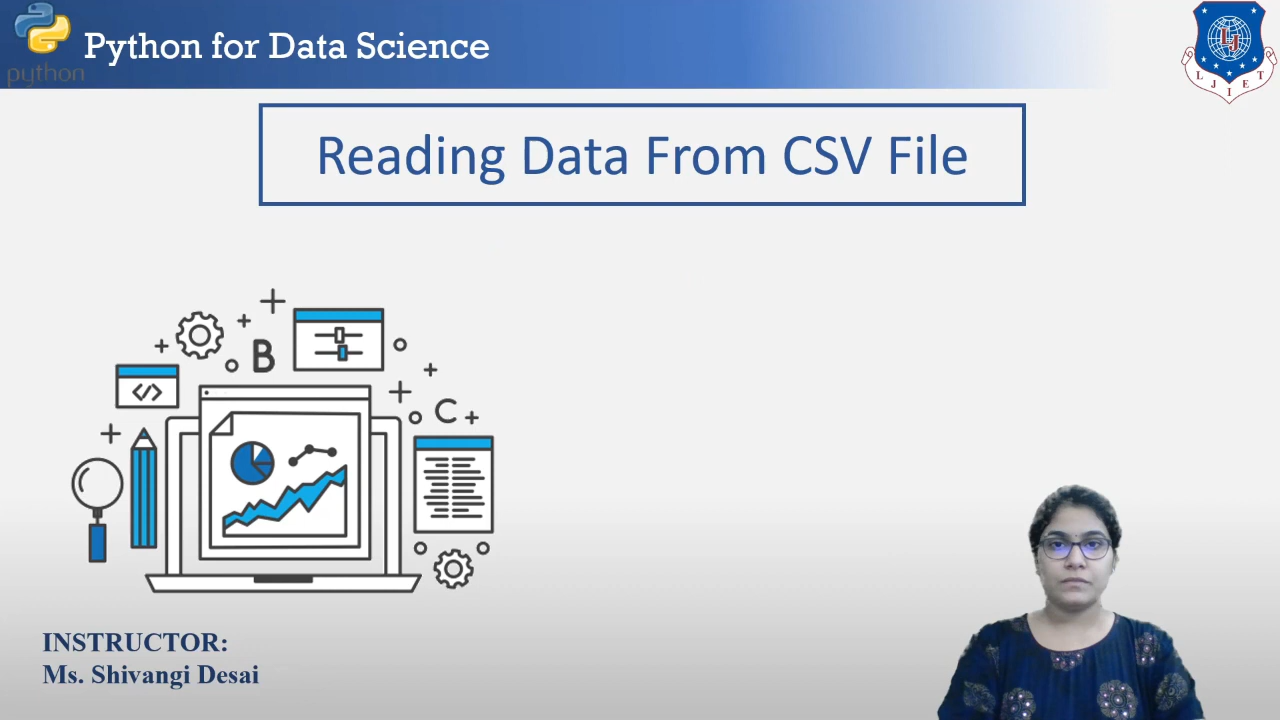 python
Python for Data Science
L J I E T
Reading Data From CSV File
B
C
</>
INSTRUCTOR:
Ms. Shivangi Desai